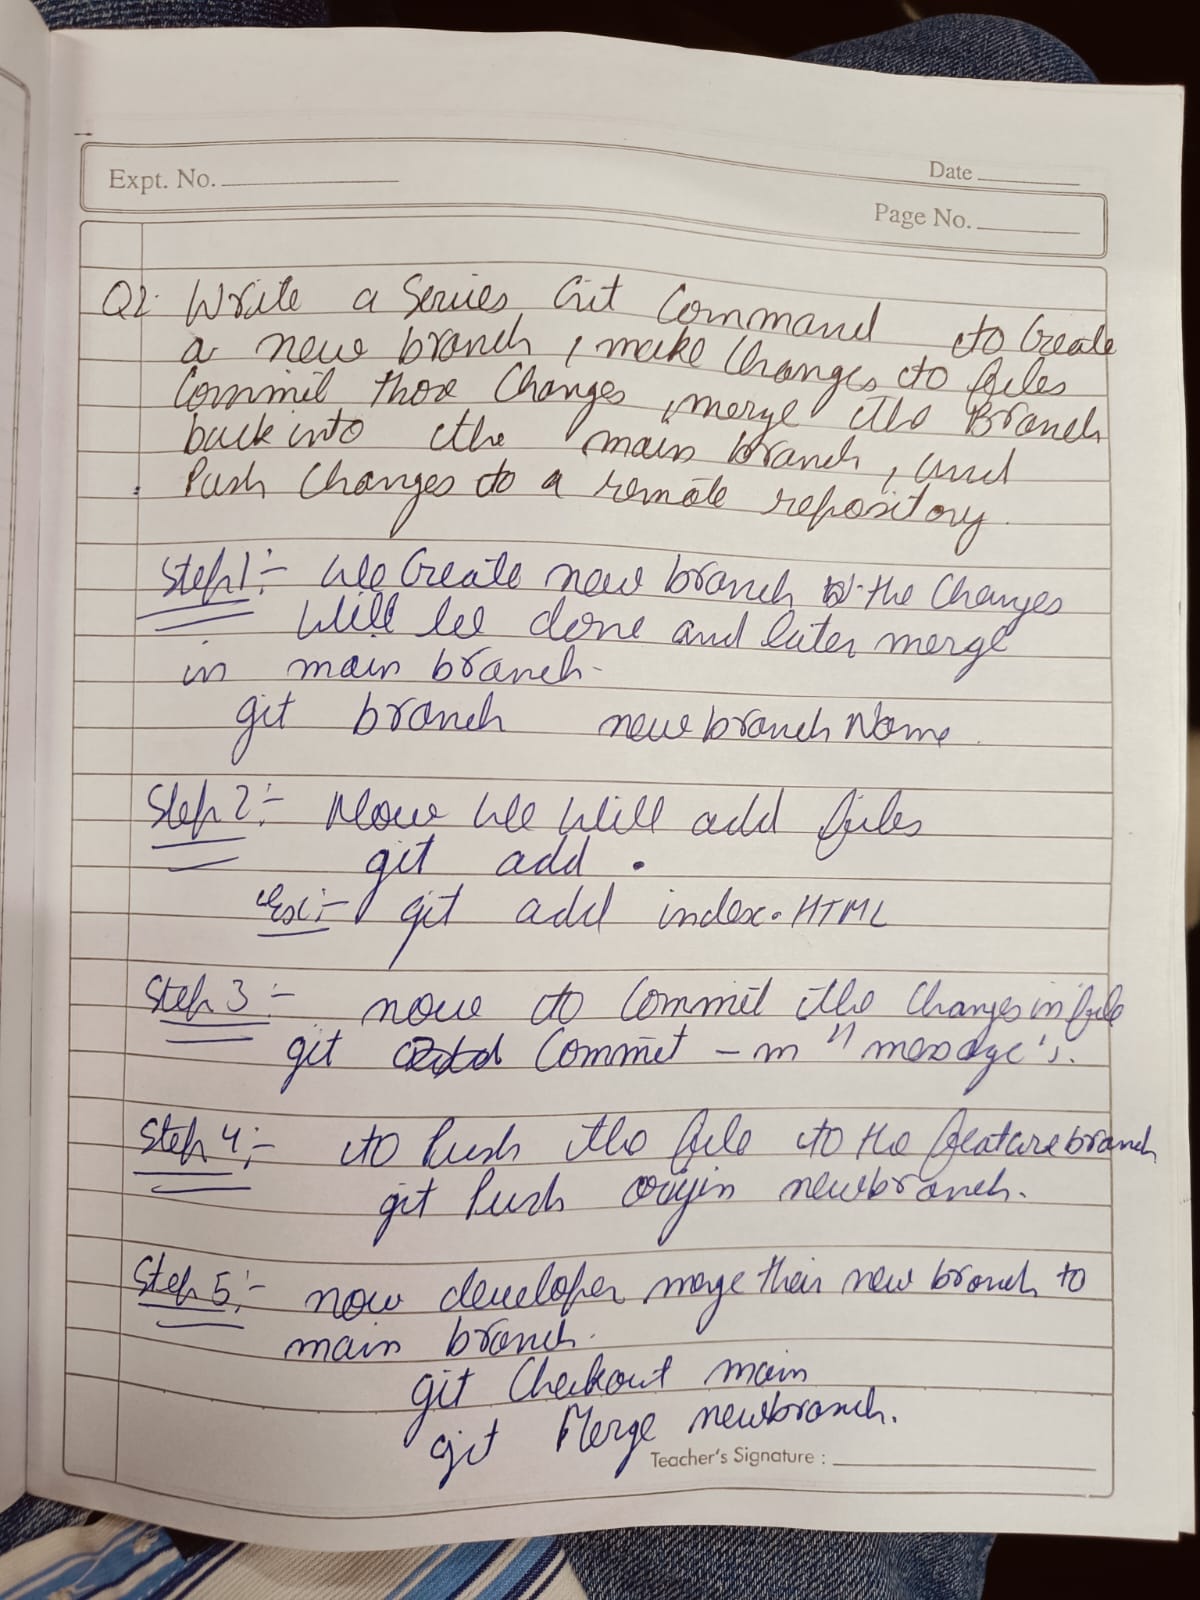 Expt. No.
Date
Page No.
Q2. Write a Series Git Command to Create
a new branch, make changes to files
Commit those Changes, merge the Branch
back into the main branch, and
Push Changes to a remote repository.
Step 1:- We Create new branch the Changes
Will be done and later merge
in main branch.
git branch newbranchName.
Step 2:- Now We Will add files
git add .
Ex:- git add index.HTML
Step 3:- now to Commit the Changes in file
git Commit -m "message".
Step 4:- to Push the file to the feature branch
git Push origin newbranch.
Step 5:- now developer merge their new branch to
main branch.
git Checkout main
git Merge newbranch.
Teacher's Signature :